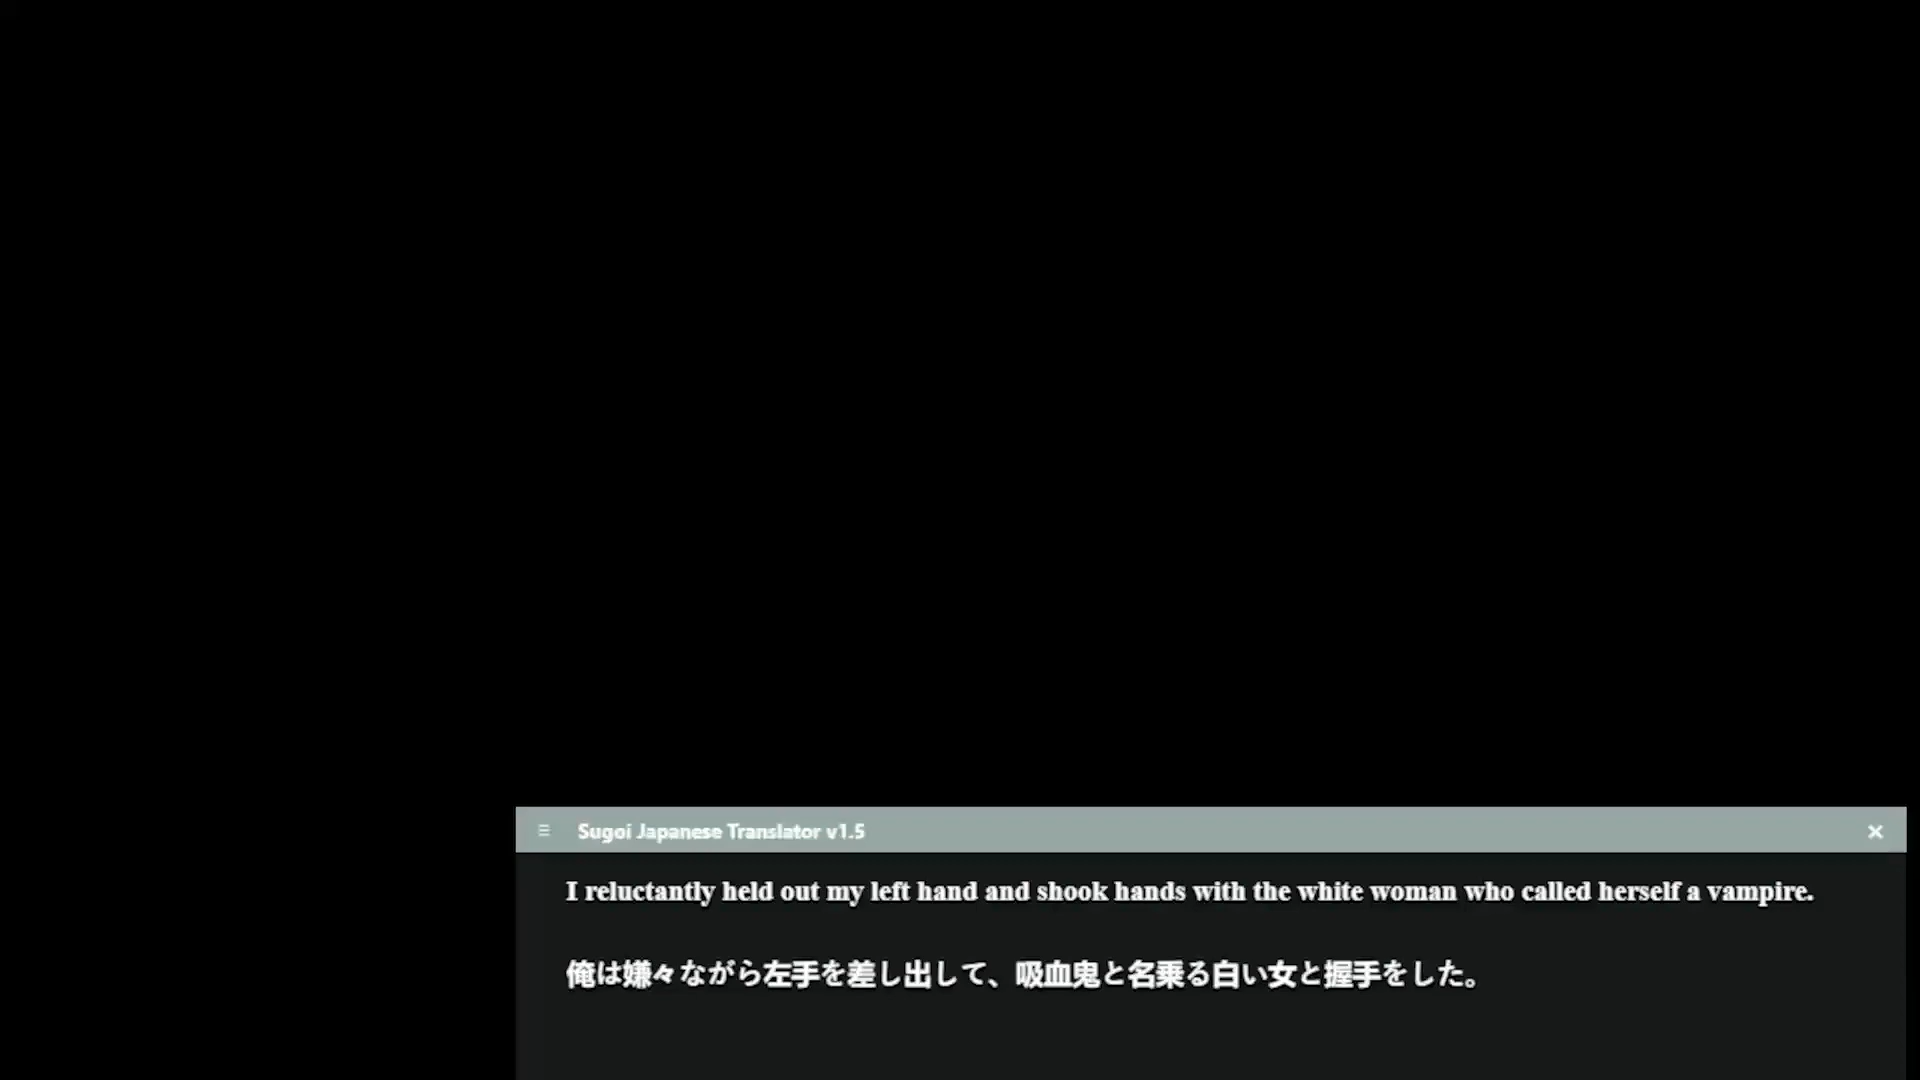 Sugoi Japanese Translator v1.5
I reluctantly held out my left hand and shook hands with the white woman who called herself a vampire.
俺は嫌々ながら左手を差し出して、吸血鬼と名乗る白い女と握手をした。